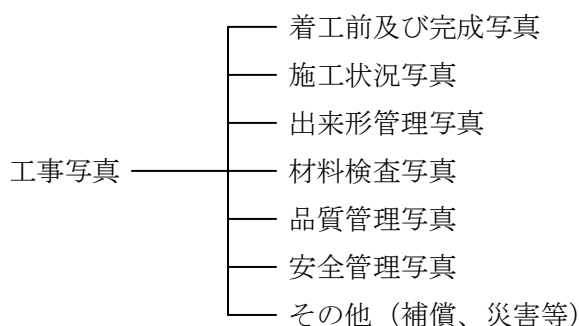 着工前及び完成写真
施工状況写真
出来形管理写真
工事写真
材料検査写真
品質管理写真
安全管理写真
その他（補償、災害等）